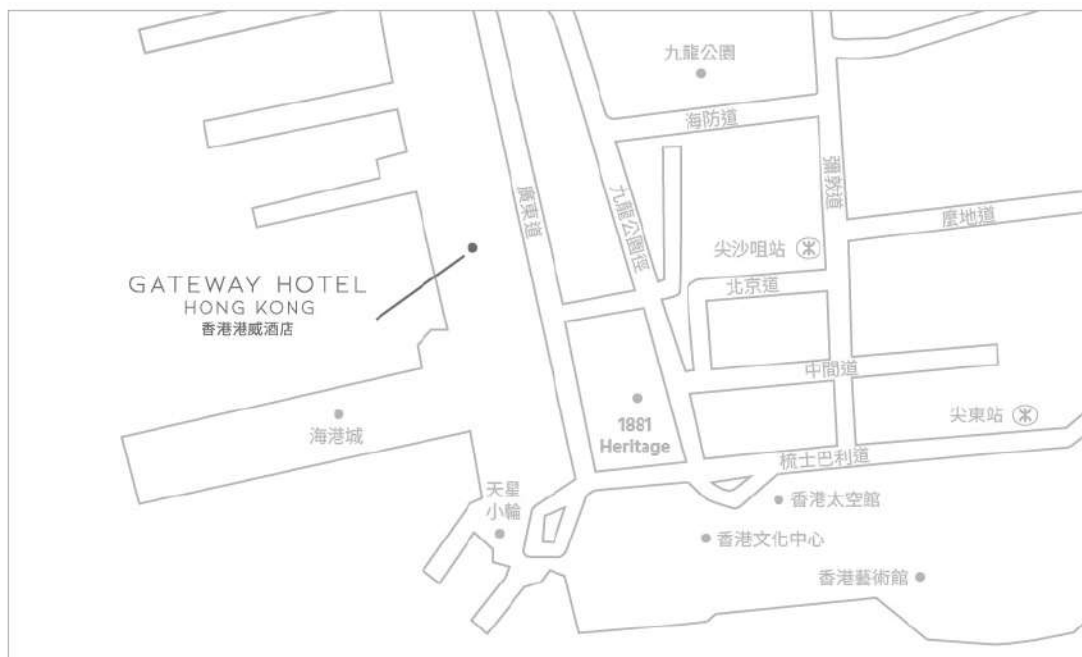 九龍公園
海防道
彌敦道
廣東道
九龍公園徑
麼地道
尖沙咀站
北京道
GATEWAY HOTEL
HONG KONG
香港港威酒店
中間道
海港城
1881
Heritage
尖東站
梳士巴利道
天星
小輪
香港太空館
香港文化中心
香港藝術館